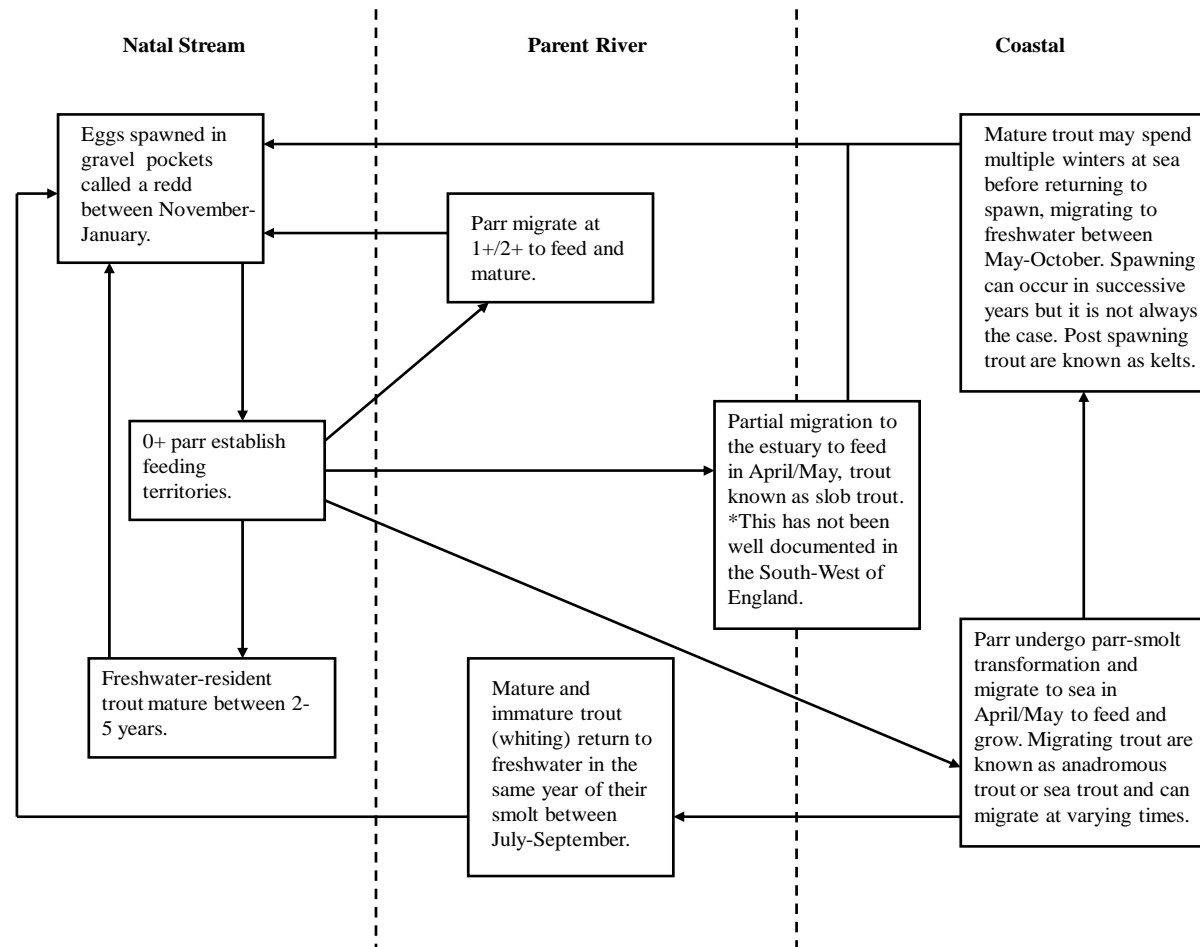 Natal Stream
Parent River
Coastal
Eggs spawned in
gravel pockets
called a redd
between November-
January.
Parr migrate at
1+/2+ to feed and
mature.
Mature trout may spend
multiple winters at sea
before returning to
spawn, migrating to
freshwater between
May-October. Spawning
can occur in successive
years but it is not always
the case. Post spawning
trout are known as kelts.
0+ parr establish
feeding
territories.
Partial migration to
the estuary to feed
in April/May, trout
known as slob trout.
*This has not been
well documented in
the South-West of
England.
Freshwater-resident
trout mature between 2-
5 years.
Mature and
immature trout
(whiting) return to
freshwater in the
same year of their
smolt between
July-September.
Parr undergo parr-smolt
transformation and
migrate to sea in
April/May to feed and
grow. Migrating trout are
known as anadromous
trout or sea trout and can
migrate at varying times.